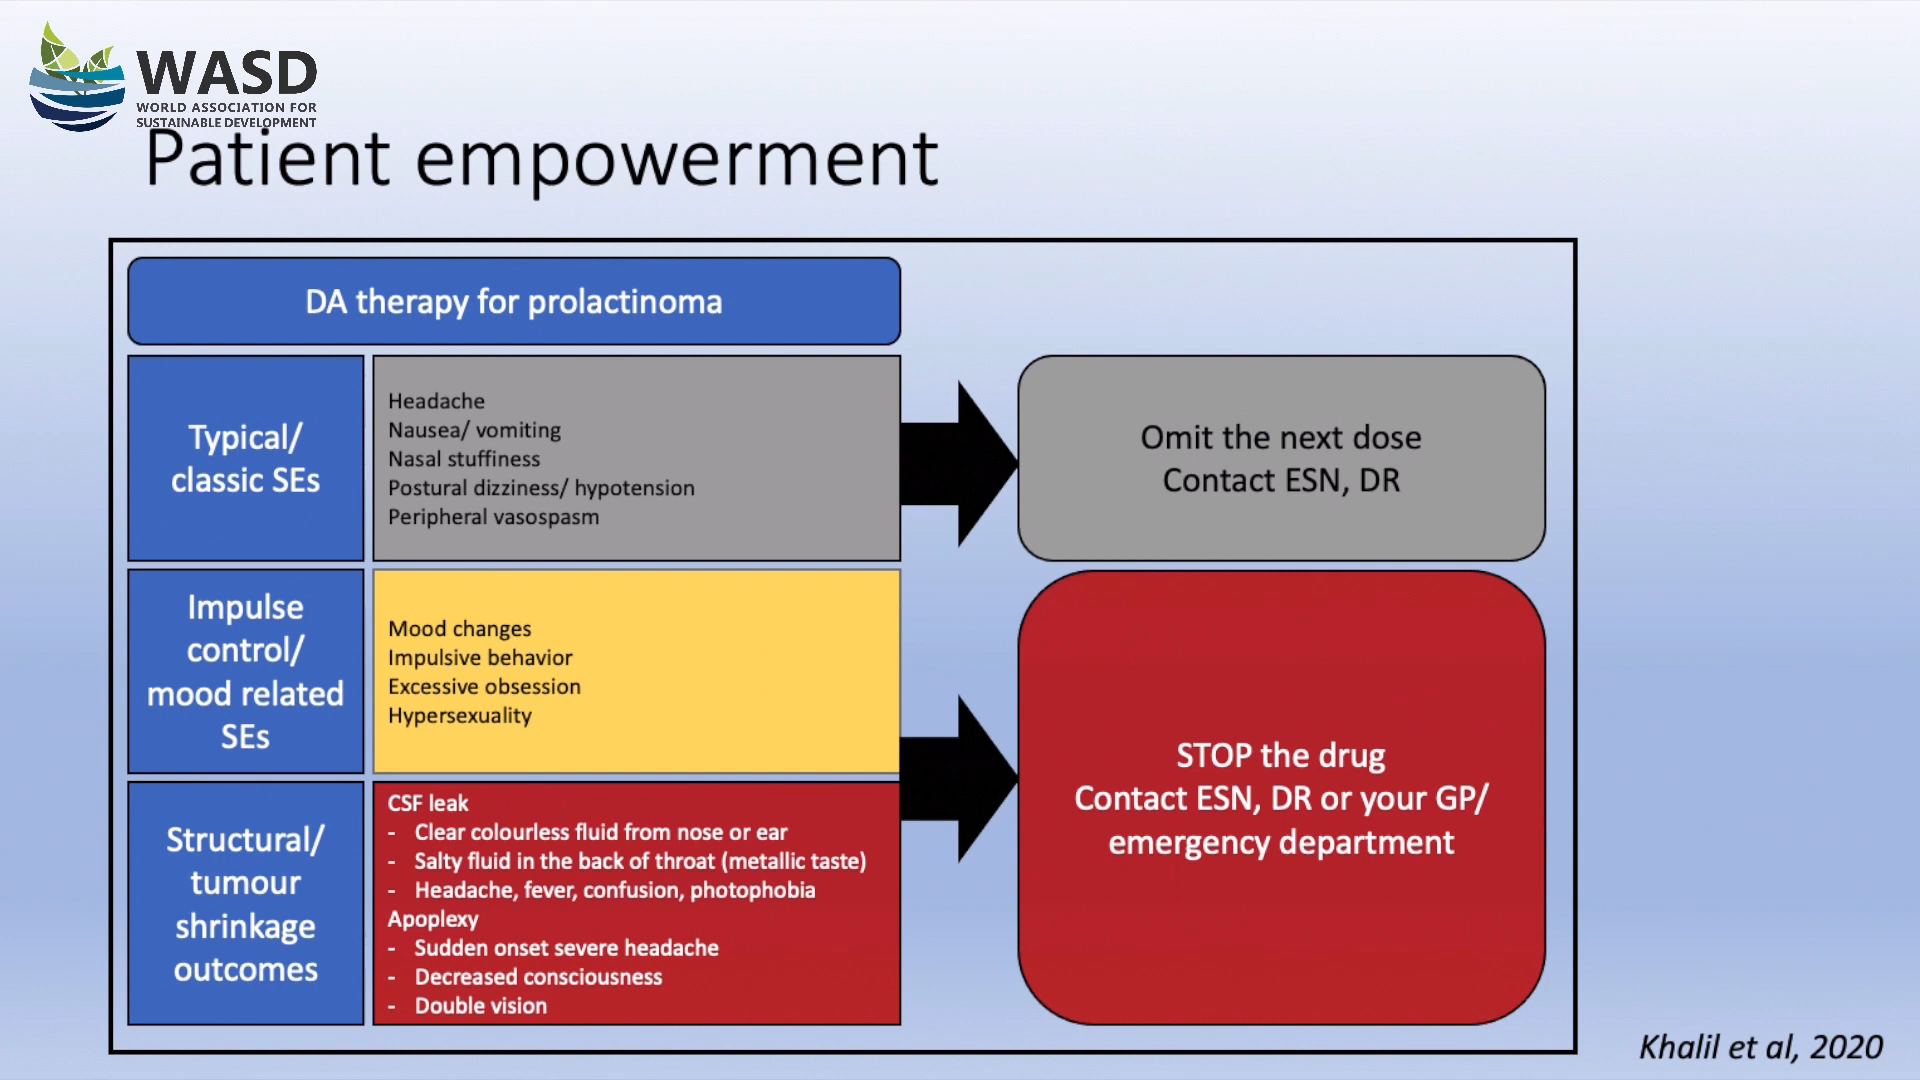 WASD
WORLD ASSOCIATION FOR
SUSTAINABLE DEVELOPMENT
Patient empowerment
DA therapy for prolactinoma
Typical/
classic SEs
Headache
Nausea/ vomiting
Nasal stuffiness
Postural dizziness/ hypotension
Peripheral vasospasm
Omit the next dose
Contact ESN, DR
Impulse
control/
mood related
SEs
Mood changes
Impulsive behavior
Excessive obsession
Hypersexuality
Structural/
tumour
shrinkage
outcomes
CSF leak
- Clear colourless fluid from nose or ear
- Salty fluid in the back of throat (metallic taste)
- Headache, fever, confusion, photophobia
Apoplexy
- Sudden onset severe headache
- Decreased consciousness
- Double vision
STOP the drug
Contact ESN, DR or your GP/
emergency department
Khalil et al, 2020